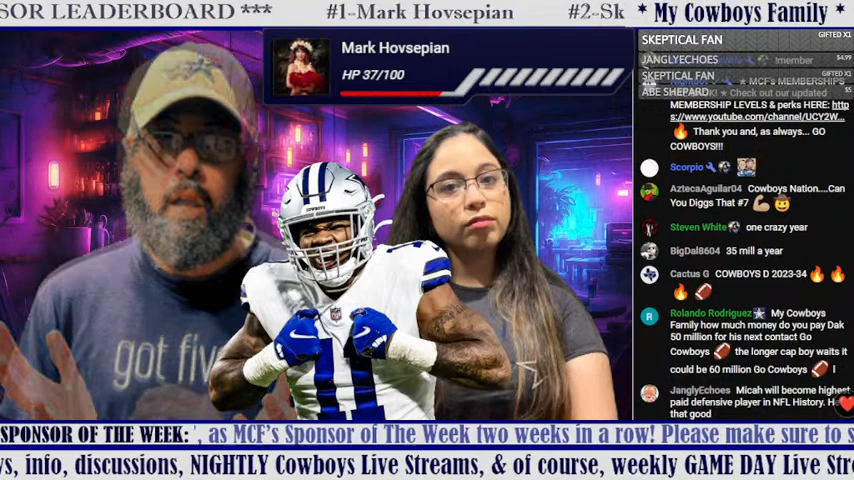 SOR LEADERBOARD ***
#1-Mark Hovsepian
#2-Sk
* My Cowboys Family *
Mark Hovsepian
HP 37/100
got fiv
COWBOYS
11
SKEPTICAL FAN
GIFTED X1
JANGLYECHOES
!member
$4.99
SKEPTICAL FAN
GIFTED X1
★ MCF's MEMBERSHIPS
ABE SHEPARD
$5
★ Check out our updated
MEMBERSHIP LEVELS & perks HERE: http
s://www.youtube.com/channel/UCY2W...
🔥 Thank you and, as always... GO
COWBOYS!!!
Scorpio
AztecaAguilar04 Cowboys Nation....Can
You Diggs That #7 💪🏽 🤠
Steven White one crazy year
BigDal8604 35 mill a year
Cactus G COWBOYS D 2023-34 🔥 🔥
🔥 🏈
R
Rolando Rodriguez My Cowboys
Family how much money do you pay Dak
50 million for his next contact Go
Cowboys 🏈 the longer cap boy waits it
could be 60 million Go Cowboys 🏈 I
JanglyEchoes Micah will become highest
paid defensive player in NFL History. H
that good
SPONSOR OF THE WEEK:
, as MCF's Sponsor of The Week two weeks in a row! Please make sure to s
ws, info, discussions, NIGHTLY Cowboys Live Streams, & of course, weekly GAME DAY Live Stre